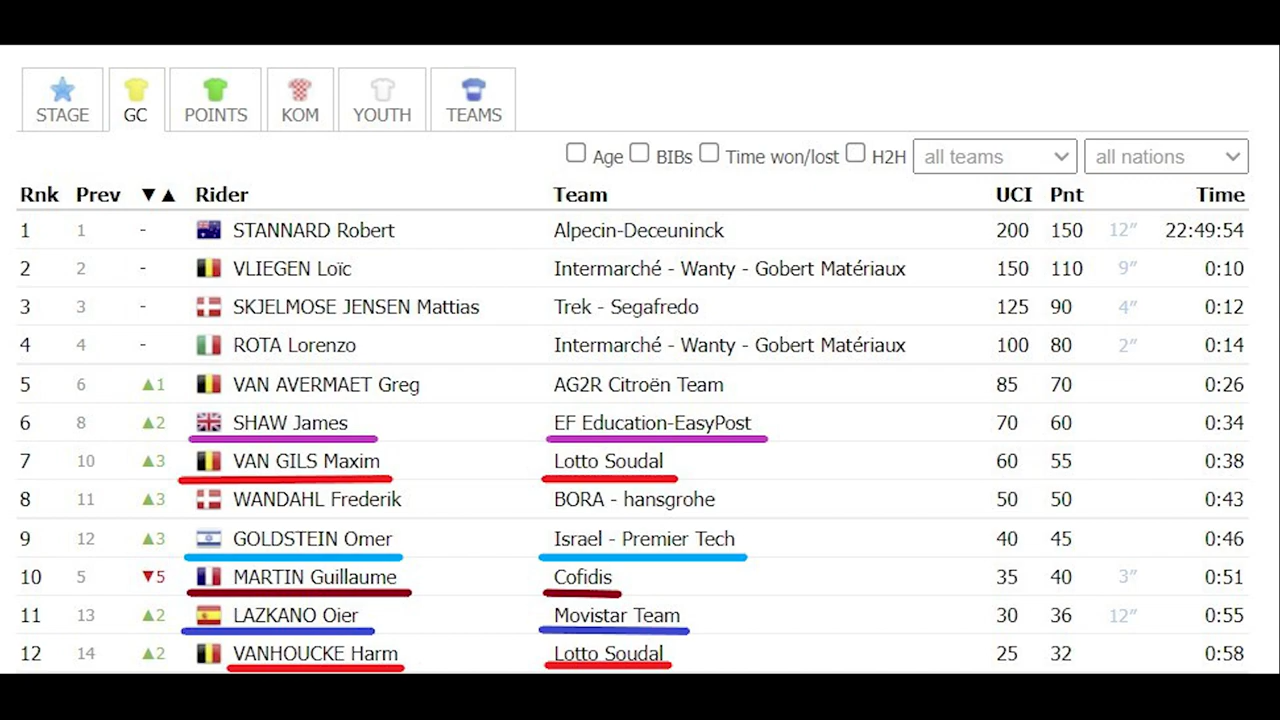 STAGE GC POINTS KOM YOUTH TEAMS
Age BIBs Time won/lost H2H all teams all nations
Rnk Prev ▼▲ Rider Team UCI Pnt Time
1 1 - STANNARD Robert Alpecin-Deceuninck 200 150 12″ 22:49:54
2 2 - VLIEGEN Loïc Intermarché - Wanty - Gobert Matériaux 150 110 9″ 0:10
3 3 - SKJELMOSE JENSEN Mattias Trek - Segafredo 125 90 4″ 0:12
4 4 - ROTA Lorenzo Intermarché - Wanty - Gobert Matériaux 100 80 2″ 0:14
5 6 ▲1 VAN AVERMAET Greg AG2R Citroën Team 85 70 0:26
6 8 ▲2 SHAW James EF Education-EasyPost 70 60 0:34
7 10 ▲3 VAN GILS Maxim Lotto Soudal 60 55 0:38
8 11 ▲3 WANDAHL Frederik BORA - hansgrohe 50 50 0:43
9 12 ▲3 GOLDSTEIN Omer Israel - Premier Tech 40 45 0:46
10 5 ▼5 MARTIN Guillaume Cofidis 35 40 3″ 0:51
11 13 ▲2 LAZKANO Oier Movistar Team 30 36 12″ 0:55
12 14 ▲2 VANHOUCKE Harm Lotto Soudal 25 32 0:58